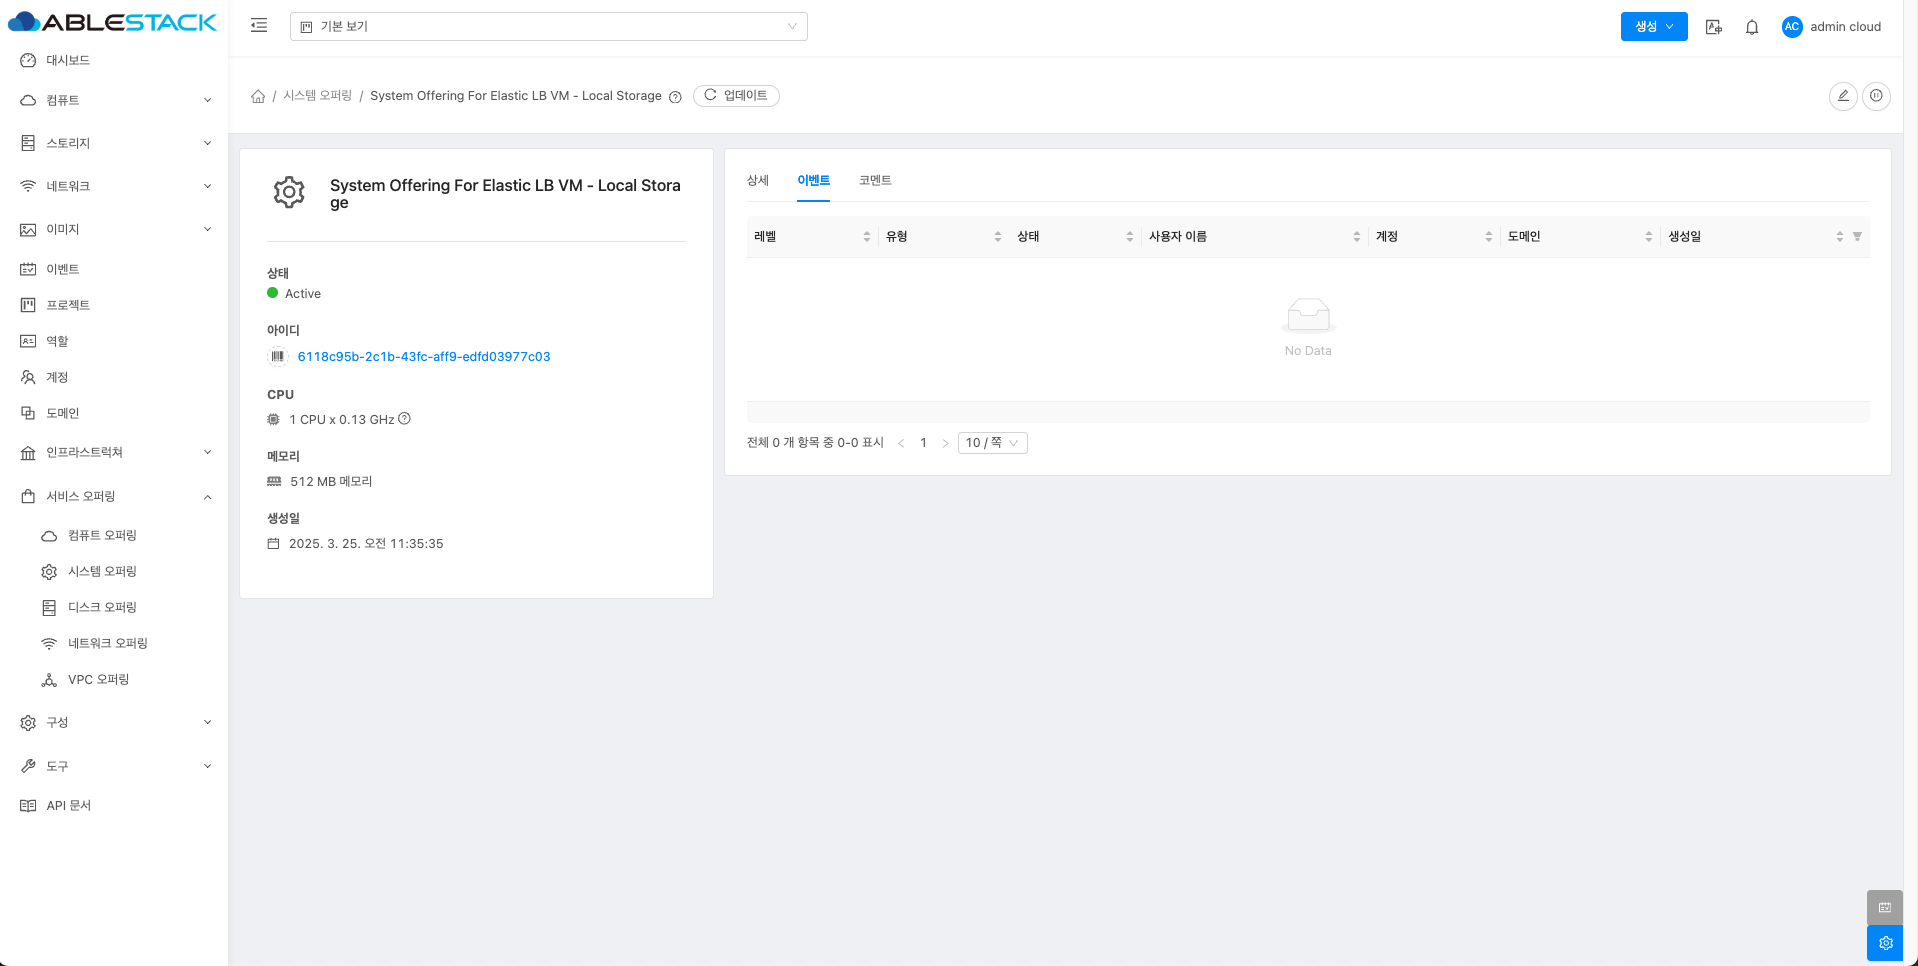 ABLESTACK
기본 보기
생성
AC
admin cloud
대시보드
컴퓨트
스토리지
네트워크
이미지
이벤트
프로젝트
역할
계정
도메인
인프라스트럭쳐
서비스 오퍼링
컴퓨트 오퍼링
시스템 오퍼링
디스크 오퍼링
네트워크 오퍼링
VPC 오퍼링
구성
도구
API 문서
/ 시스템 오퍼링 / System Offering For Elastic LB VM - Local Storage 업데이트
System Offering For Elastic LB VM - Local Stora
ge
상태
Active
아이디
6118c95b-2c1b-43fc-aff9-edfd03977c03
CPU
1 CPU x 0.13 GHz
메모리
512 MB 메모리
생성일
2025. 3. 25. 오전 11:35:35
상세 이벤트 코멘트
레벨 유형 상태 사용자 이름 계정 도메인 생성일
No Data
전체 0 개 항목 중 0-0 표시 < 1 > 10 / 쪽